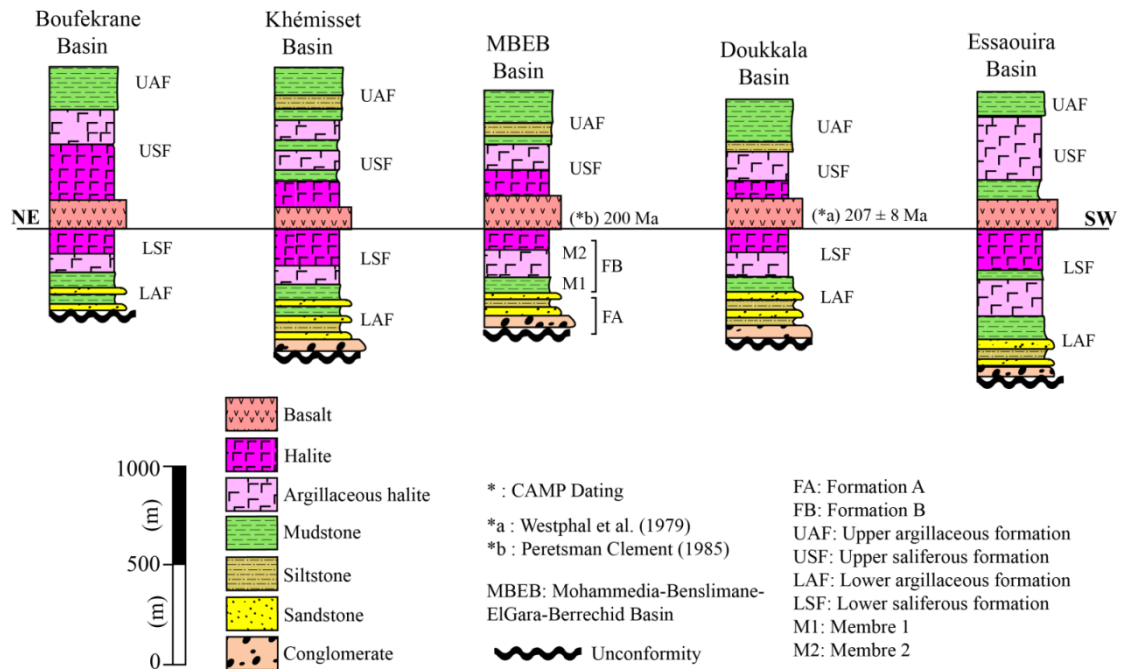 Boufekrane
Basin
Khémisset
Basin
MBEB
Basin
Doukkala
Basin
Essaouira
Basin
UAF
USF
LSF
LAF
UAF
USF
LSF
LAF
UAF
USF
(*b) 200 Ma
M2
FB
M1
FA
UAF
USF
(*a) 207 ± 8 Ma
LSF
LAF
UAF
USF
LSF
LAF
NE
SW
Basalt
Halite
Argillaceous halite
Mudstone
Siltstone
Sandstone
Conglomerate
1000
(m)
500
(m)
0
* : CAMP Dating
*a : Westphal et al. (1979)
*b : Peretsman Clement (1985)
MBEB: Mohammedia-Benslimane-
ElGara-Berrechid Basin
Unconformity
FA: Formation A
FB: Formation B
UAF: Upper argillaceous formation
USF: Upper saliferous formation
LAF: Lower argillaceous formation
LSF: Lower saliferous formation
M1: Membre 1
M2: Membre 2